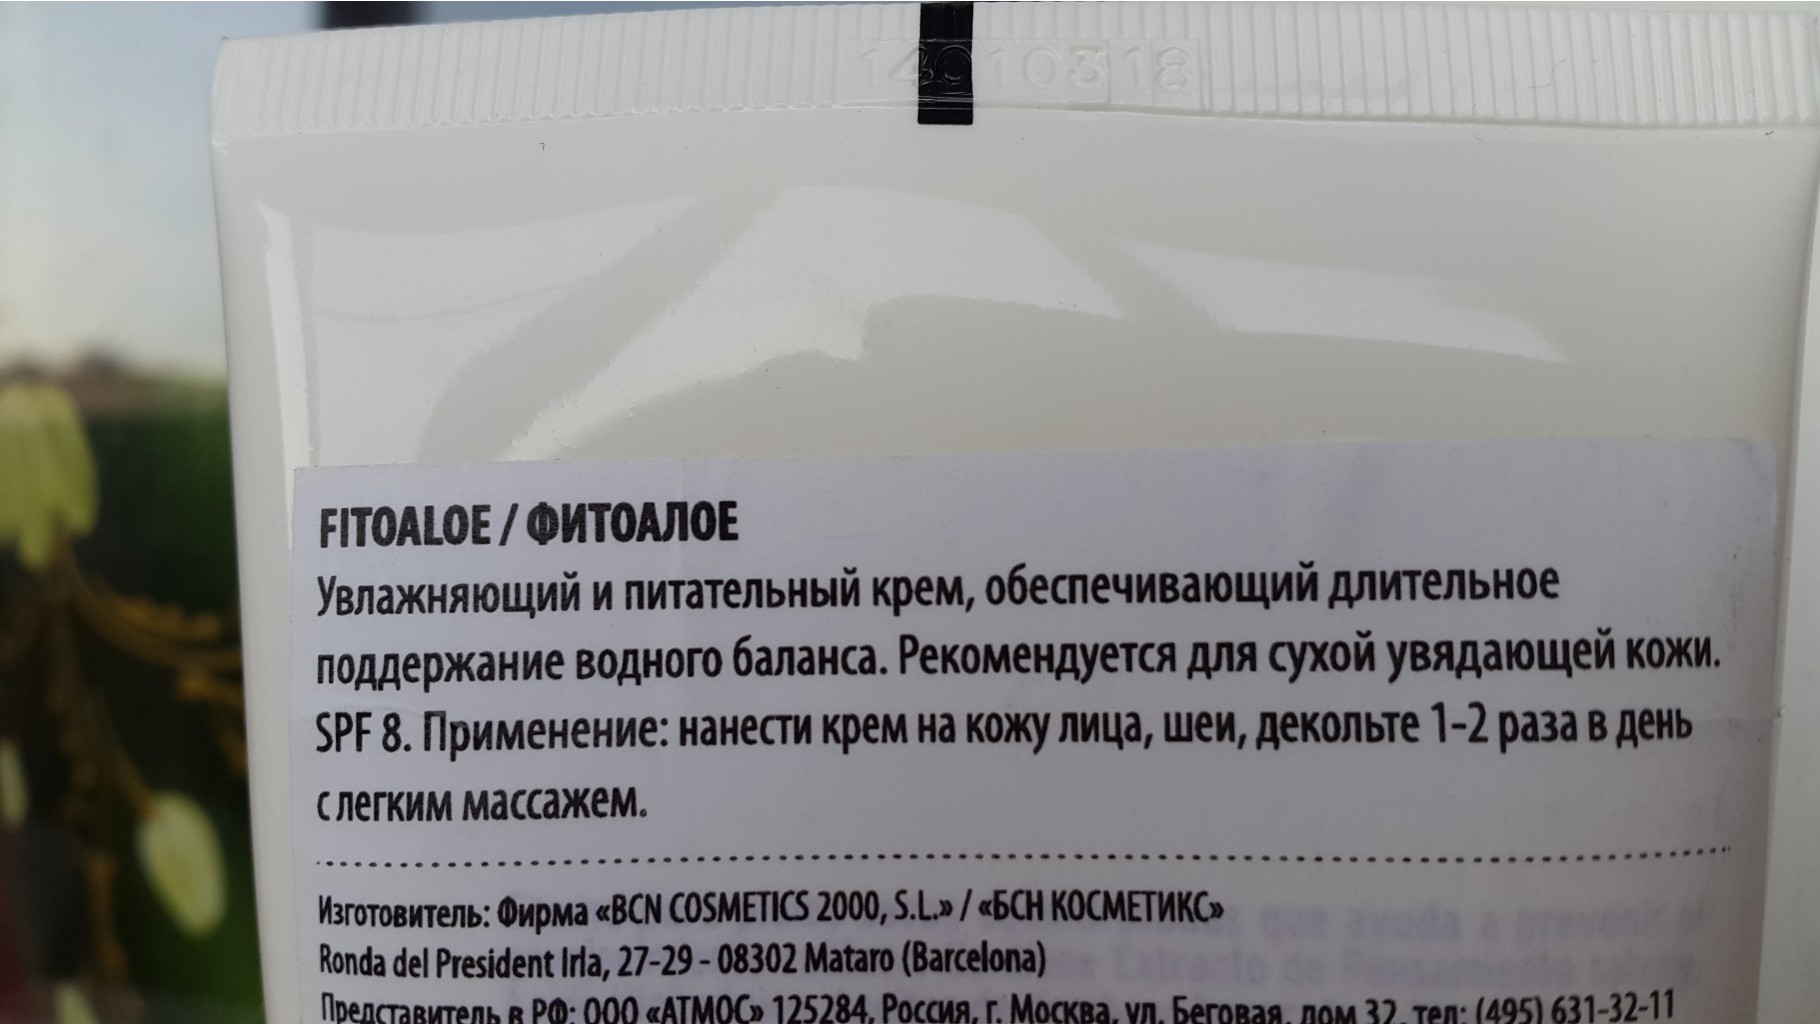 FITOALOE / ФИТОАЛОЕ
Увлажняющий и питательный крем, обеспечивающий длительное
поддержание водного баланса. Рекомендуется для сухой увядающей кожи.
SPF 8. Применение: нанести крем на кожу лица, шеи, декольте 1-2 раза в день
с легким массажем.
Изготовитель: Фирма «BCN COSMETICS 2000, S.L.» / «БСН КОСМЕТИКС»
Ronda del President Irla, 27-29 - 08302 Mataro (Barcelona)
Представитель в РФ: ООО «АТМОС» 125284, Россия, г. Москва, ул. Беговая, дом 32, тел: (495) 631-32-11